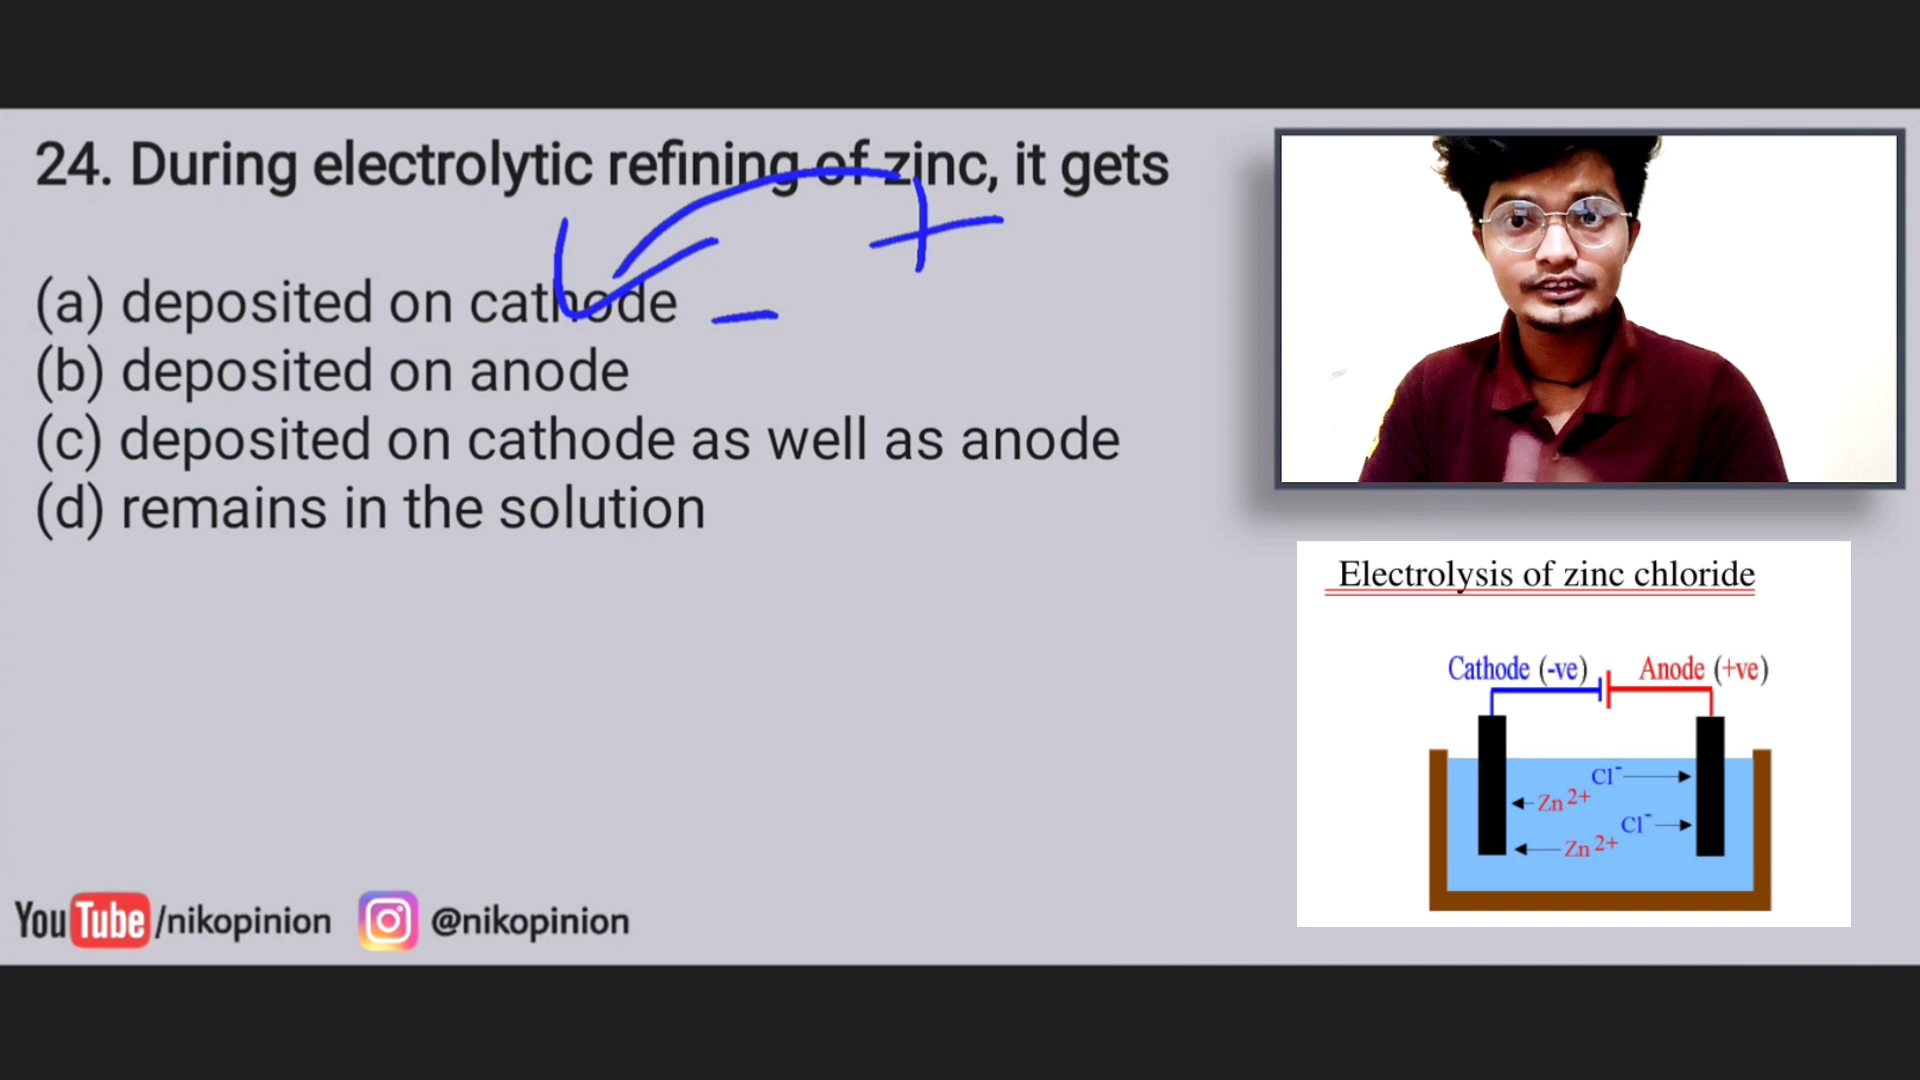 24. During electrolytic refining of zinc, it gets
+
(a) deposited on cathode −
(b) deposited on anode
(c) deposited on cathode as well as anode
(d) remains in the solution
Electrolysis of zinc chloride
Cathode (-ve) Anode (+ve)
Cl-
Zn 2+
Cl-
Zn 2+
YouTube/nikopinion @nikopinion